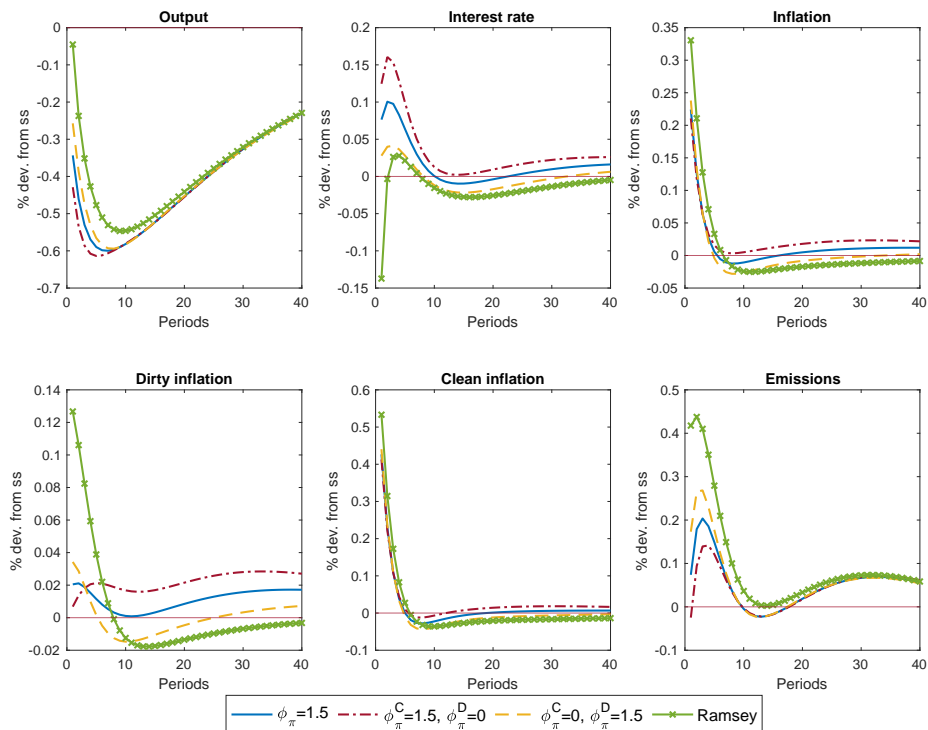 Output
Interest rate
Inflation
% dev. from ss
0
-0.1
-0.2
-0.3
-0.4
-0.5
-0.6
-0.7
0 10 20 30 40
Periods
% dev. from ss
0.2
0.15
0.1
0.05
0
-0.05
-0.1
-0.15
0 10 20 30 40
Periods
% dev. from ss
0.35
0.3
0.25
0.2
0.15
0.1
0.05
0
-0.05
0 10 20 30 40
Periods
Dirty inflation
Clean inflation
Emissions
% dev. from ss
0.14
0.12
0.1
0.08
0.06
0.04
0.02
0
-0.02
0 10 20 30 40
Periods
% dev. from ss
0.6
0.5
0.4
0.3
0.2
0.1
0
-0.1
0 10 20 30 40
Periods
% dev. from ss
0.5
0.4
0.3
0.2
0.1
0
-0.1
0 10 20 30 40
Periods
ϕ_π=1.5 ϕ_π^C=1.5, ϕ_π^D=0 ϕ_π^C=0, ϕ_π^D=1.5 Ramsey